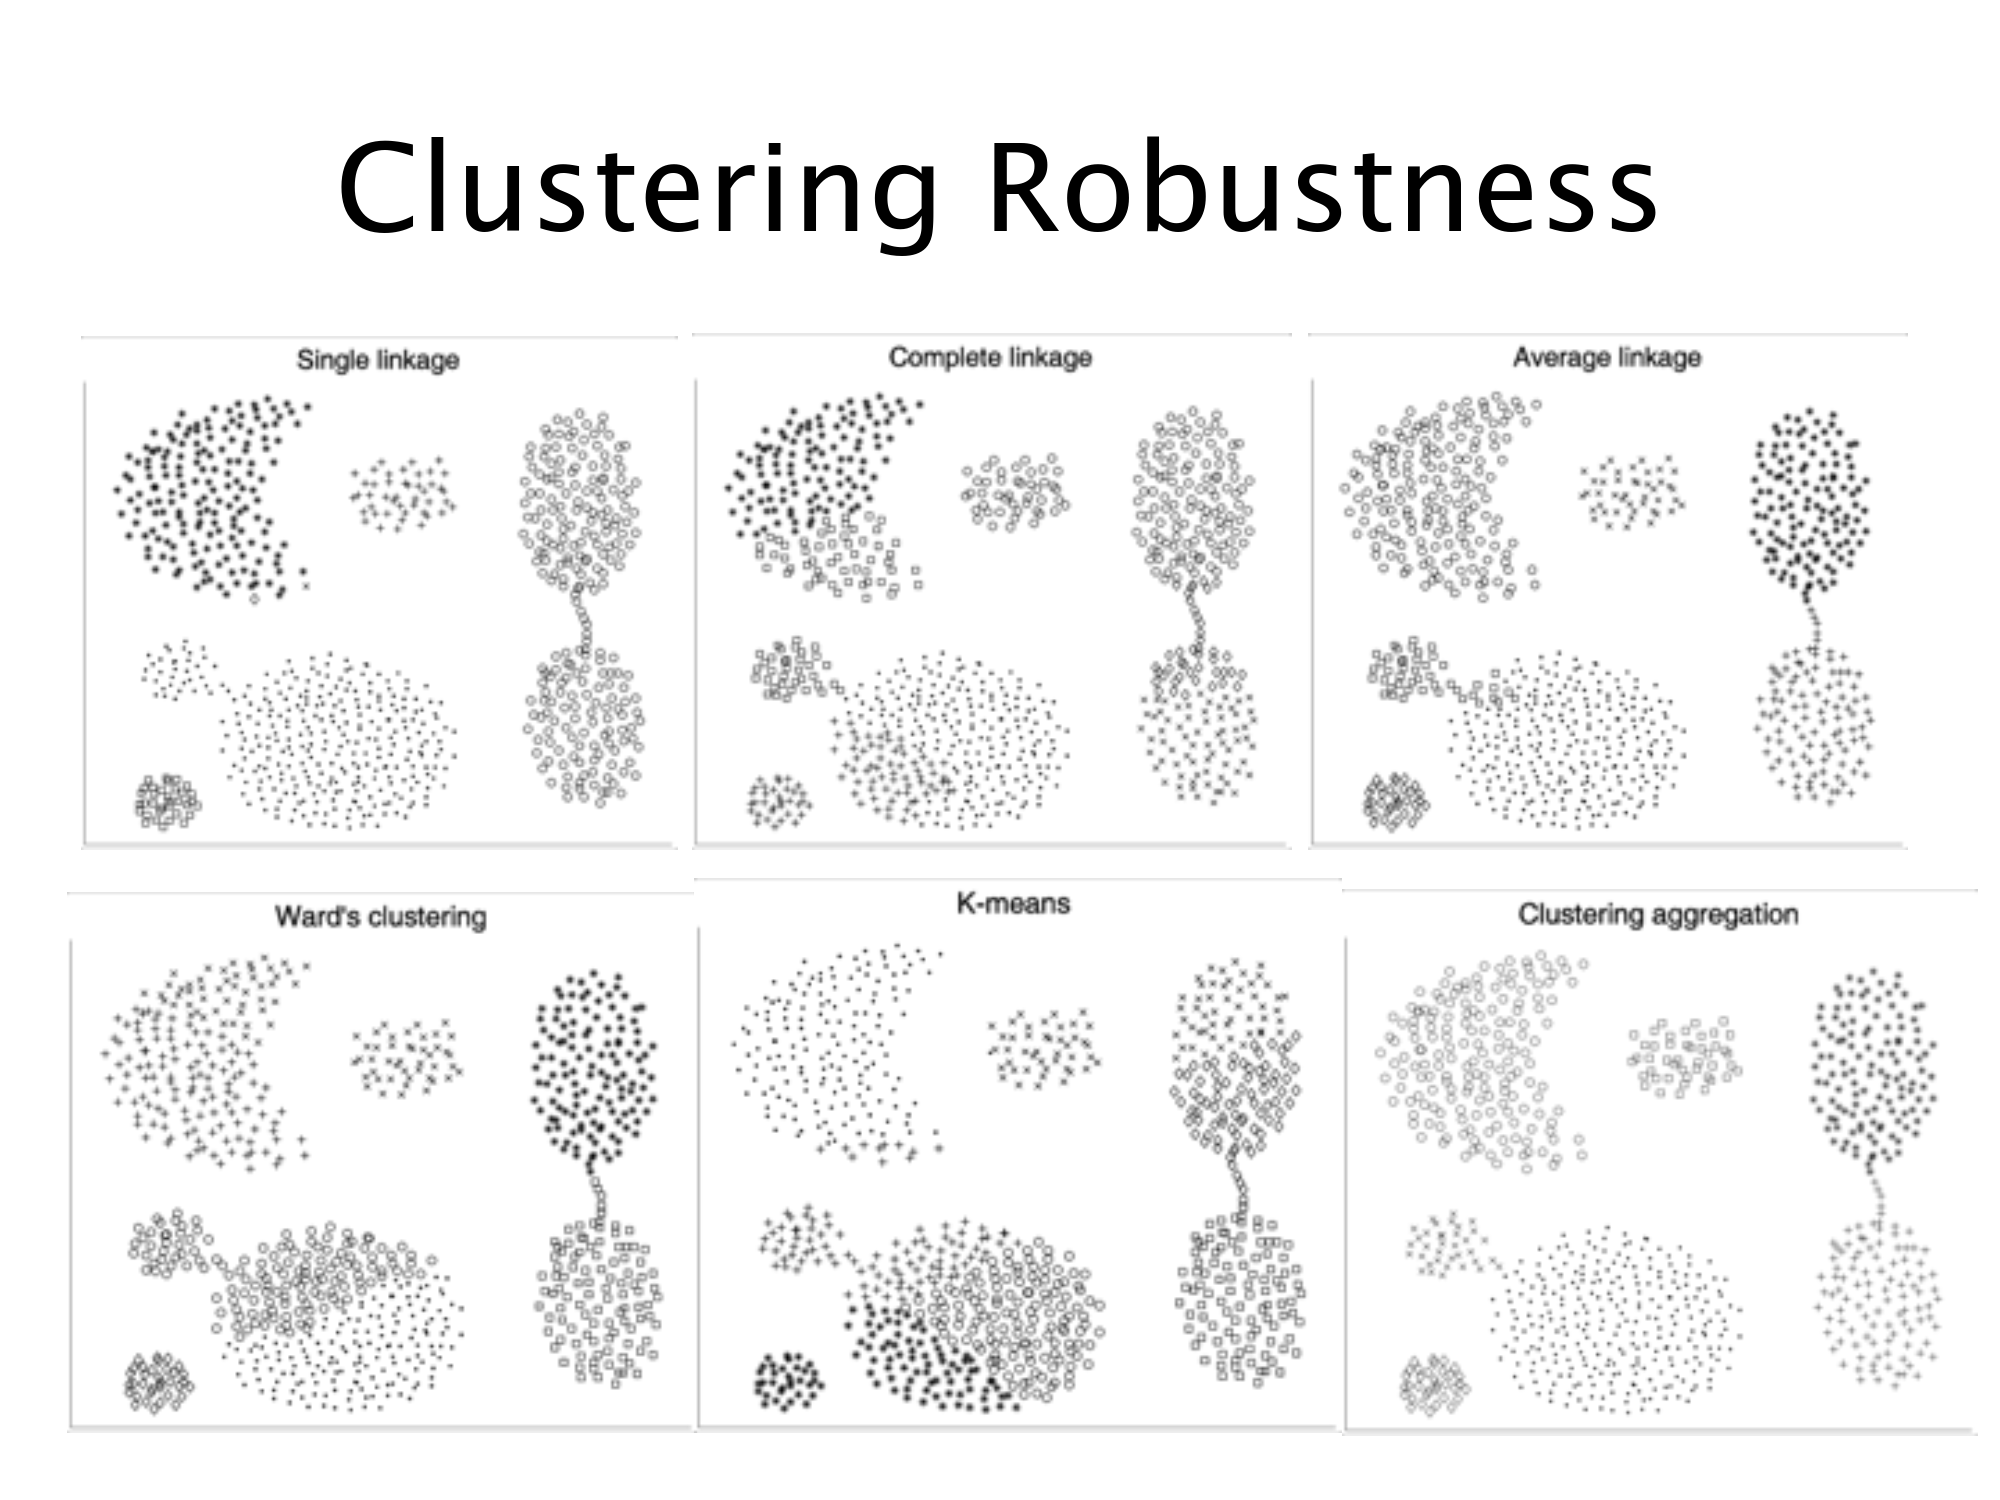 Clustering Robustness
Single linkage
Complete linkage
Average linkage
Ward's clustering
K-means
Clustering aggregation